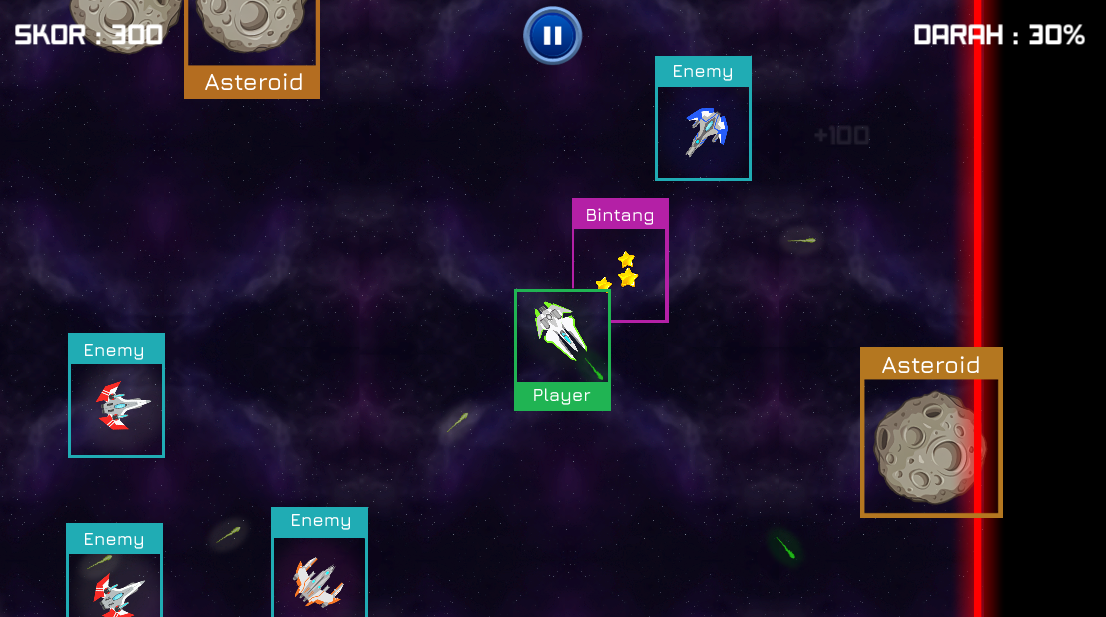 SKOR : 300
DARAH : 30%
Asteroid
Enemy
+100
Bintang
Enemy
Player
Asteroid
Enemy
Enemy